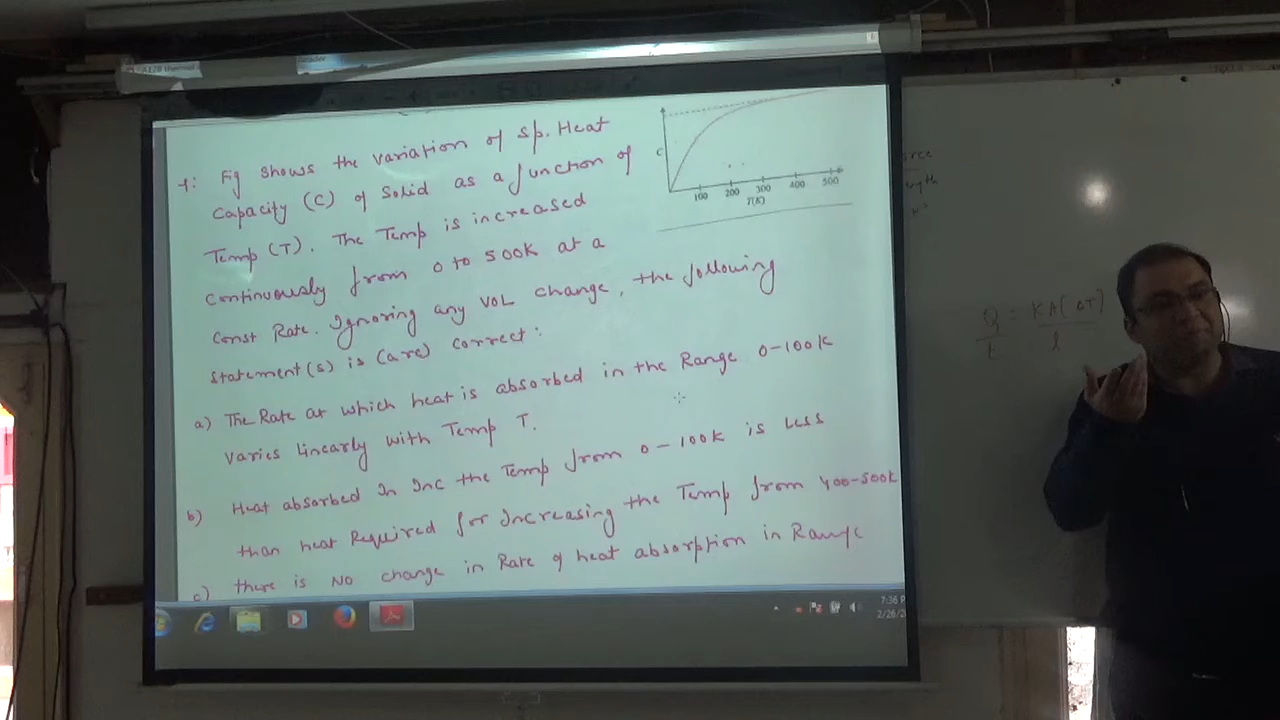 1: Fig Shows the variation of Sp. Heat
Capacity (C) of Solid as a function of
Temp (T). The Temp is increased
Continuously from 0 to 500K at a
Const Rate. Ignoring any Vol change, the following
Statement(s) is (are) correct:
a) The Rate at which heat is absorbed in the Range 0-100K
varies linearly with Temp T.
b) Heat absorbed In Inc the Temp from 0-100K is Less
than heat Required for Increasing the Temp from 400-500K
c) there is No change in Rate of heat absorption in Range
C
100 200 300 400 500
T(K)
Q/t = KA(ΔT)/l
7:36 P